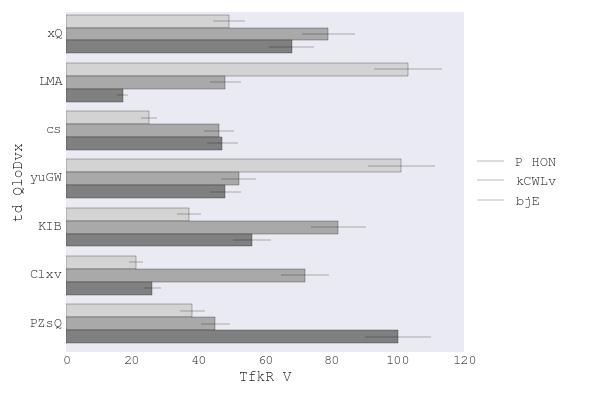 xQ
LMA
cs
yuGW
KIB
Clxv
PZsQ
td QloDvx
0 20 40 60 80 100 120
TfkR V
P HON
kCWLv
bjE